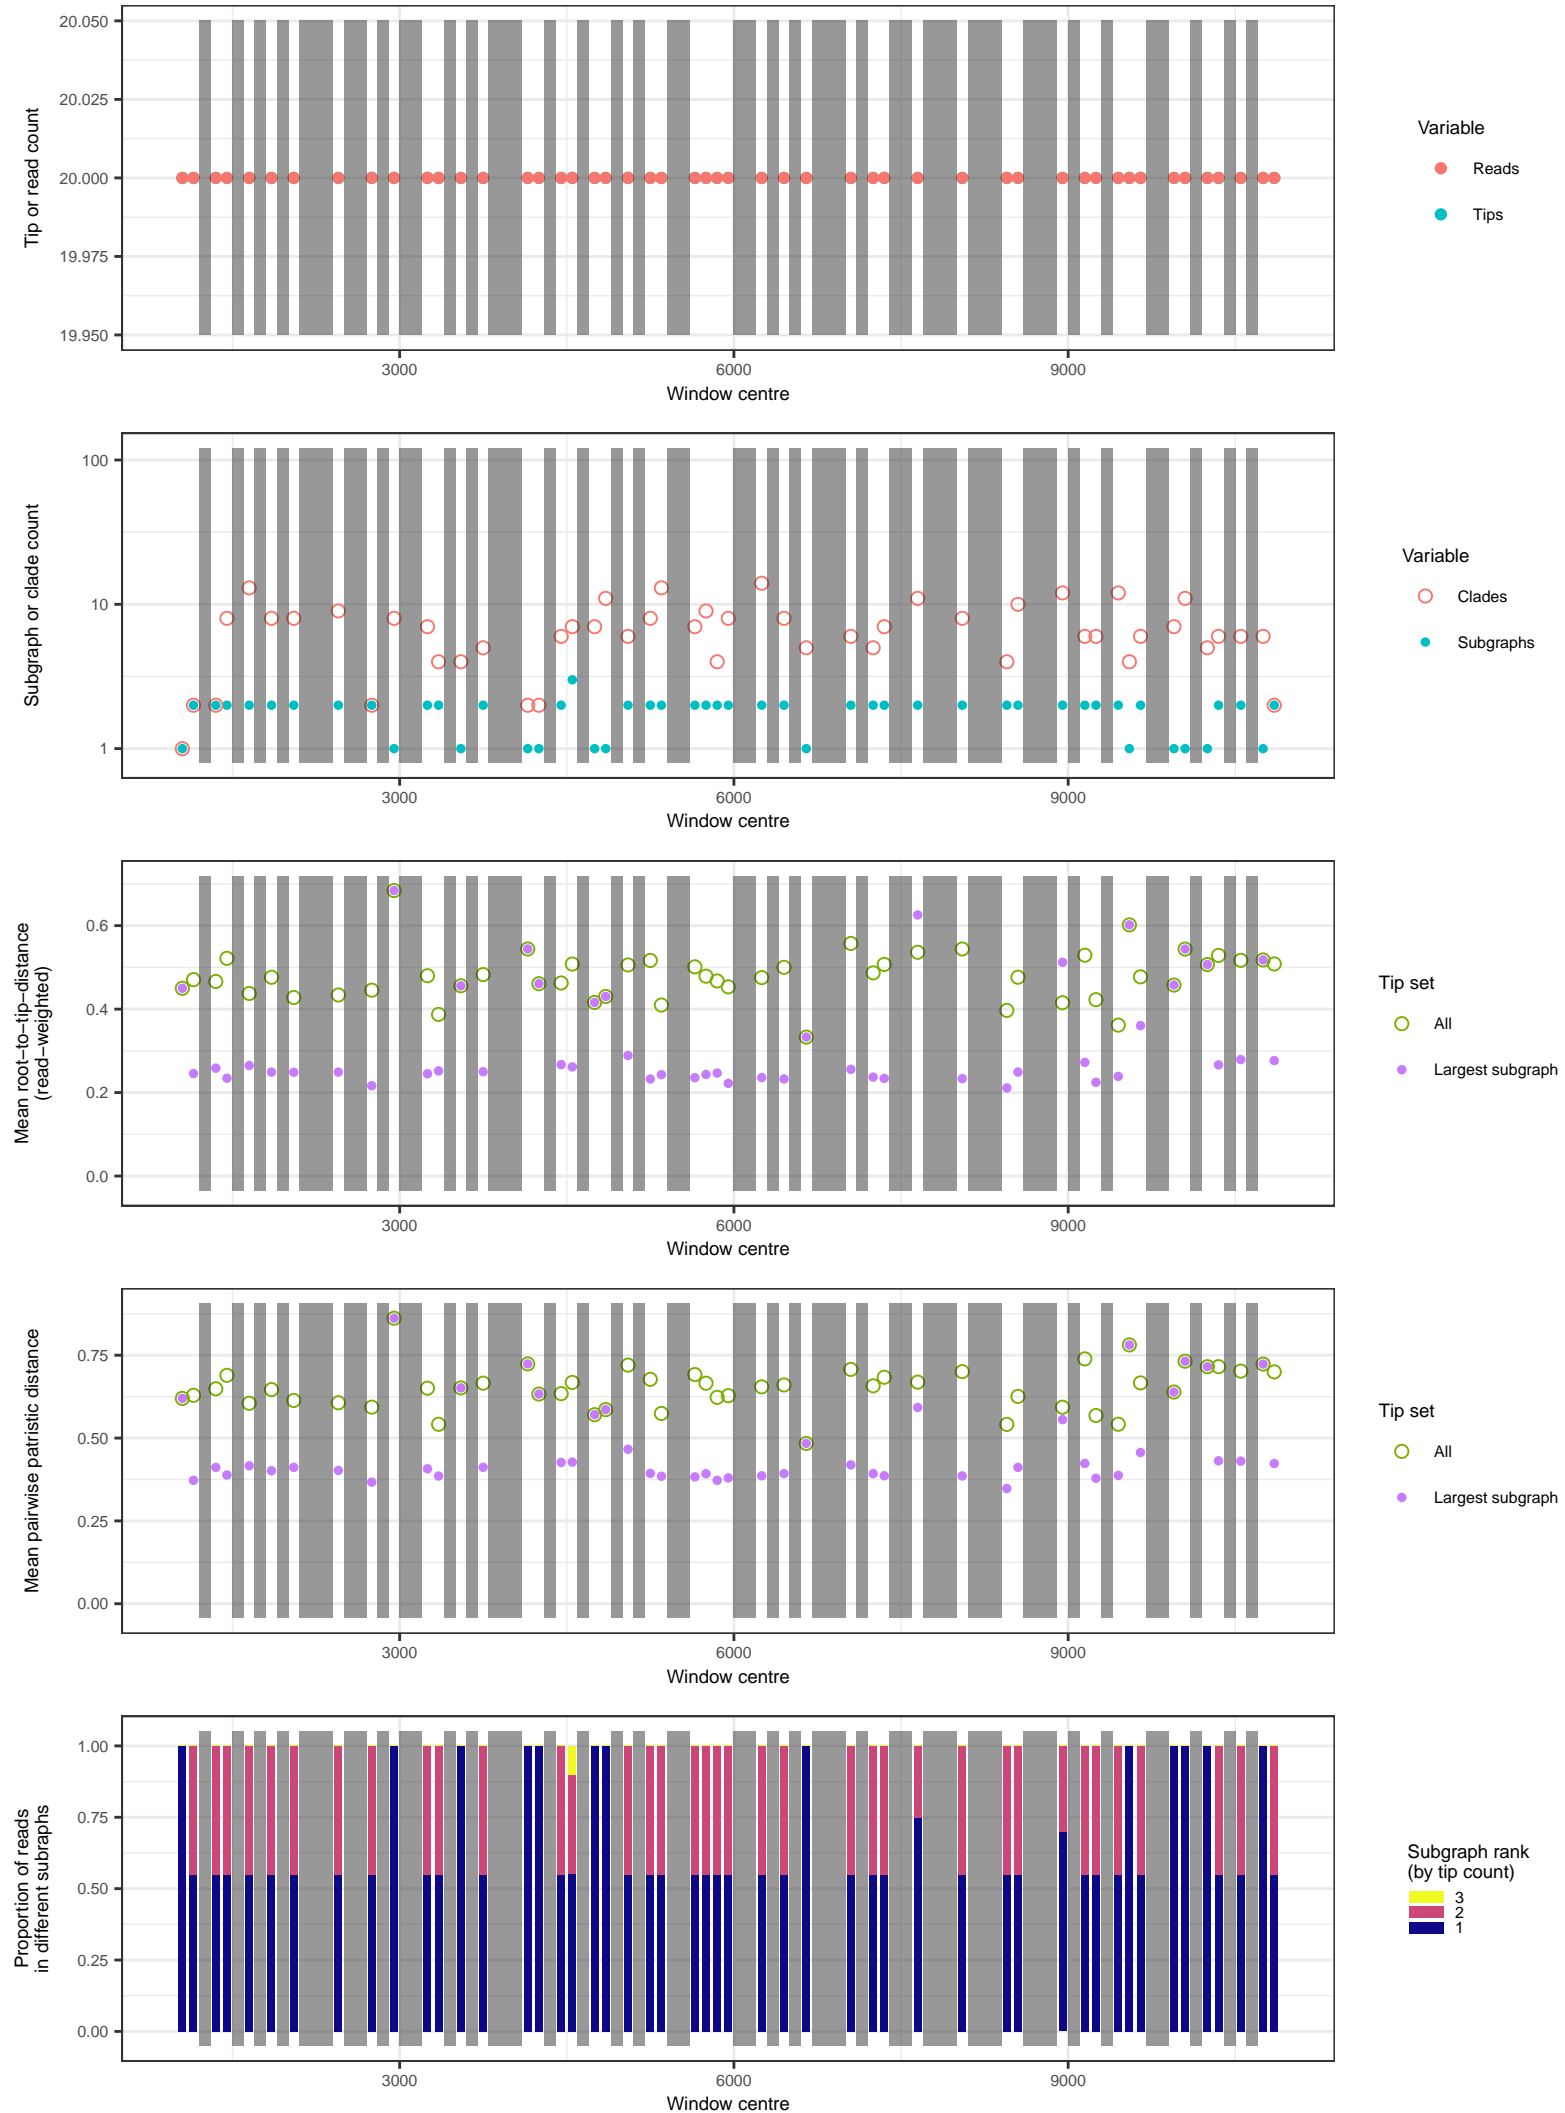 20.050
20.025
20.000
19.975
19.950
Tip or read count
3000
6000
9000
Window centre
Variable
Reads
Tips
100
10
1
Subgraph or clade count
3000
6000
9000
Window centre
Variable
Clades
Subgraphs
0.6
0.4
0.2
0.0
Mean root−to−tip−distance
(read−weighted)
3000
6000
9000
Window centre
Tip set
All
Largest subgraph
0.75
0.50
0.25
0.00
Mean pairwise patristic distance
3000
6000
9000
Window centre
Tip set
All
Largest subgraph
1.00
0.75
0.50
0.25
0.00
Proportion of reads
in different subraphs
3000
6000
9000
Window centre
Subgraph rank
(by tip count)
3
2
1